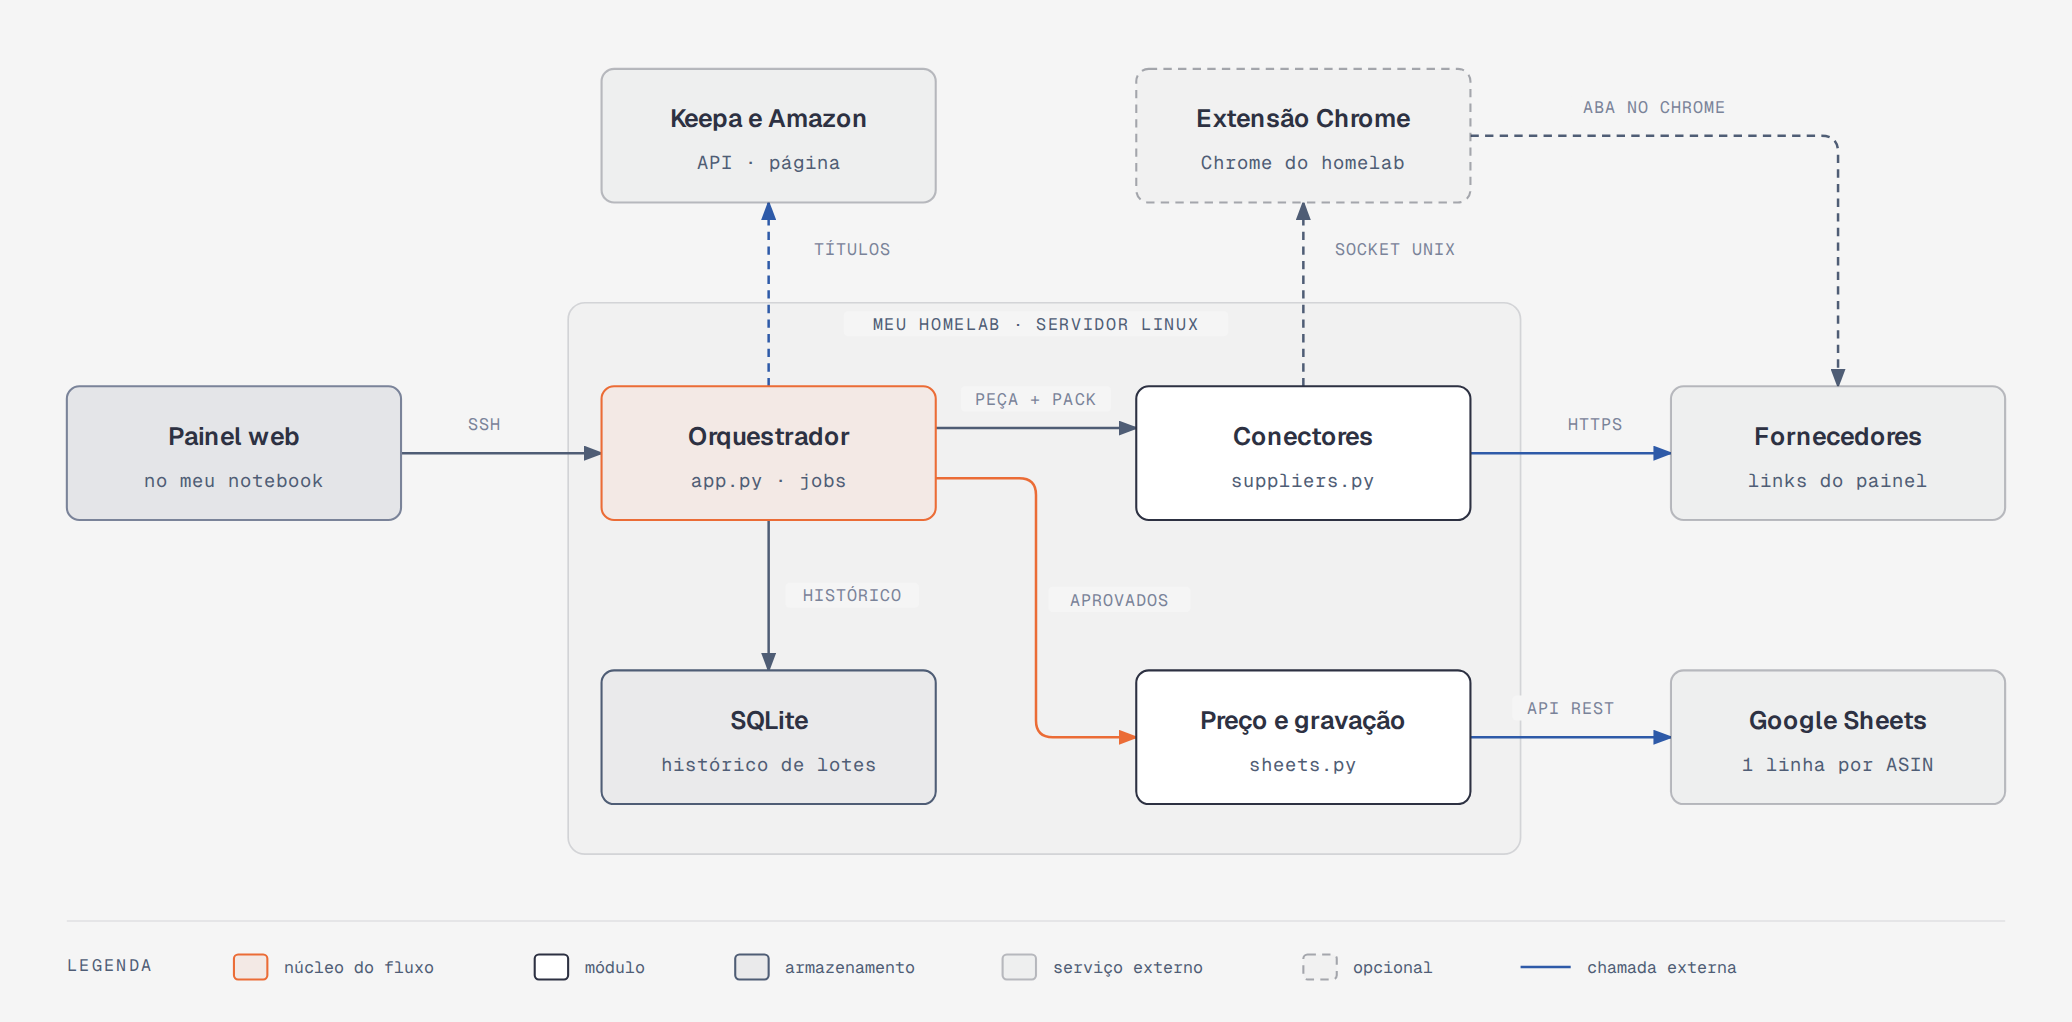 Keepa e Amazon
API · página
Extensão Chrome
Chrome do homelab
ABA NO CHROME
TÍTULOS
SOCKET UNIX
MEU HOMELAB · SERVIDOR LINUX
Painel web
no meu notebook
SSH
Orquestrador
app.py · jobs
PEÇA + PACK
Conectores
suppliers.py
HTTPS
Fornecedores
links do painel
HISTÓRICO
APROVADOS
SQLite
histórico de lotes
Preço e gravação
sheets.py
API REST
Google Sheets
1 linha por ASIN
LEGENDA
núcleo do fluxo
módulo
armazenamento
serviço externo
opcional
chamada externa